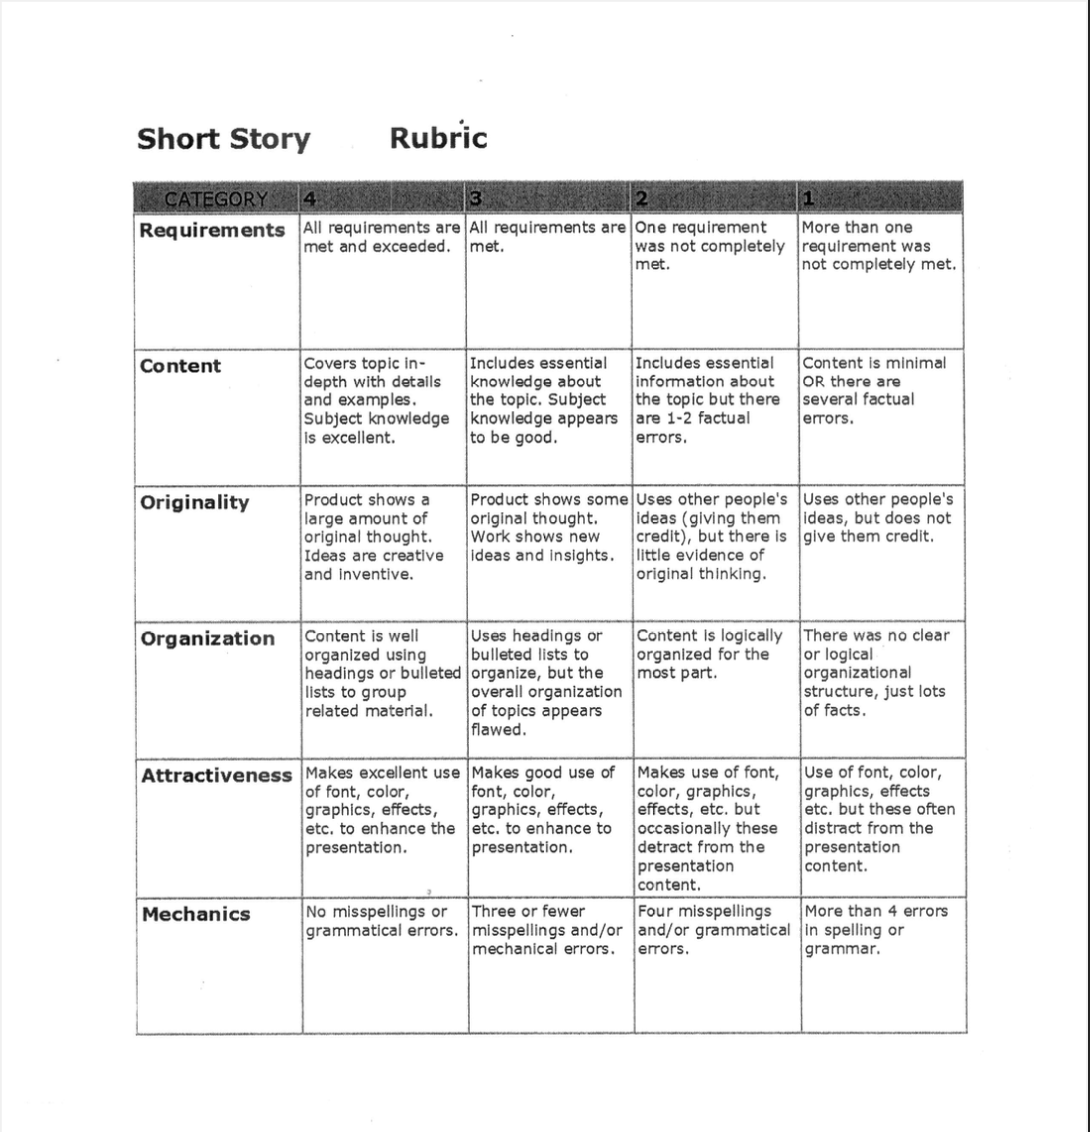 Short Story Rubric
CATEGORY 4 3 2 1
Requirements
All requirements are
met and exceeded.
All requirements are
met.
One requirement
was not completely
met.
More than one
requirement was
not completely met.
Content
Covers topic in-
depth with details
and examples.
Subject knowledge
is excellent.
Includes essential
knowledge about
the topic. Subject
knowledge appears
to be good.
Includes essential
information about
the topic but there
are 1-2 factual
errors.
Content is minimal
OR there are
several factual
errors.
Originality
Product shows a
large amount of
original thought.
Ideas are creative
and inventive.
Product shows some
original thought.
Work shows new
ideas and insights.
Uses other people's
ideas (giving them
credit), but there is
little evidence of
original thinking.
Uses other people's
ideas, but does not
give them credit.
Organization
Content is well
organized using
headings or bulleted
lists to group
related material.
Uses headings or
bulleted lists to
organize, but the
overall organization
of topics appears
flawed.
Content is logically
organized for the
most part.
There was no clear
or logical
organizational
structure, just lots
of facts.
Attractiveness
Makes excellent use
of font, color,
graphics, effects,
etc. to enhance the
presentation.
Makes good use of
font, color,
graphics, effects,
etc. to enhance to
presentation.
Makes use of font,
color, graphics,
effects, etc. but
occasionally these
detract from the
presentation
content.
Use of font, color,
graphics, effects
etc. but these often
distract from the
presentation
content.
Mechanics
No misspellings or
grammatical errors.
Three or fewer
misspellings and/or
mechanical errors.
Four misspellings
and/or grammatical
errors.
More than 4 errors
in spelling or
grammar.